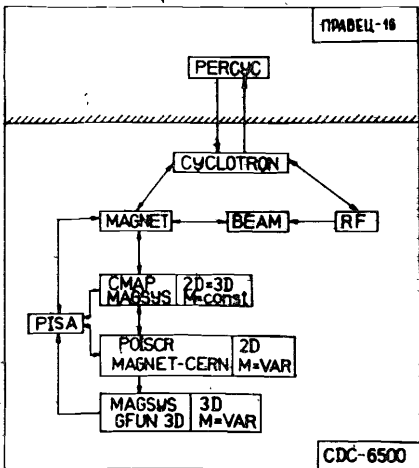 ПРАВЕЦ-16
PERCYC
CYCLOTRON
MAGNET BEAM RF
CMAP 2D=3D
MAGSYS M=const
PISA
POISCR 2D
MAGNET-CERN M=VAR
MAGSYS 3D
GFUN 3D M=VAR
CDC-6500